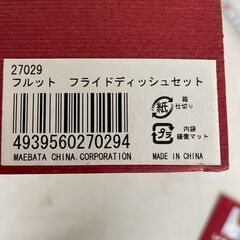 27029
フルット　フライドディッシュセット
4939560270294
MAEBATA CHINA.CORPORATION
MADE IN CHINA
紙
箱
仕切り
プラ
内袋
緩衝マット